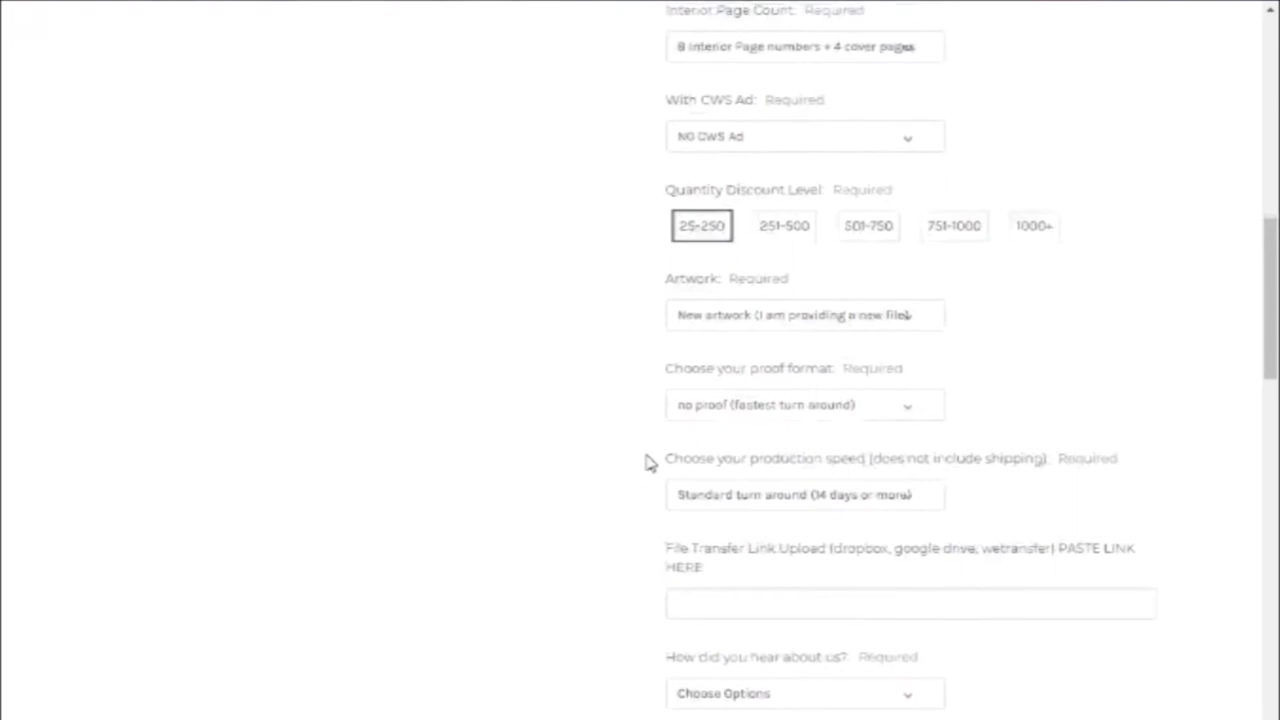 Interior Page Count: Required
8 Interior Page numbers + 4 cover pages
With CWS Ad: Required
NO CWS Ad
Quantity Discount Level: Required
25-250 251-500 501-750 751-1000 1000+
Artwork: Required
New artwork (I am providing a new file)
Choose your proof format: Required
no proof (fastest turn around)
Choose your production speed (does not include shipping): Required
Standard turn around (14 days or more)
File Transfer Link Upload (dropbox, google drive, wetransfer) PASTE LINK
HERE
How did you hear about us?: Required
Choose Options